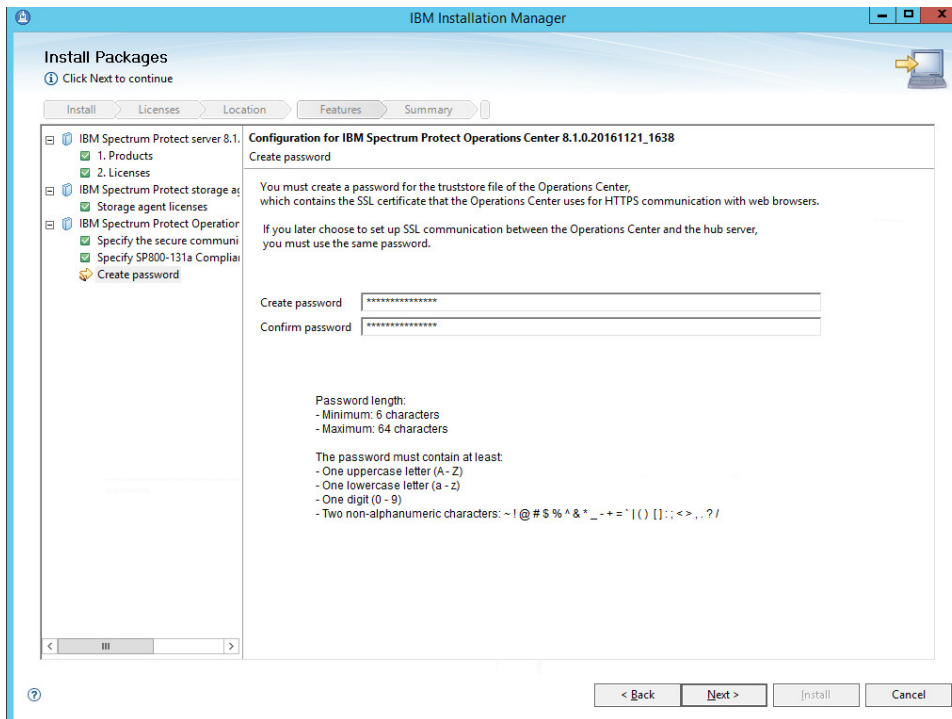 IBM Installation Manager
Install Packages
Click Next to continue
Install Licenses Location Features Summary
IBM Spectrum Protect server 8.1.
1. Products
2. Licenses
IBM Spectrum Protect storage ag
Storage agent licenses
IBM Spectrum Protect Operation
Specify the secure communi
Specify SP800-131a Complian
Create password
Configuration for IBM Spectrum Protect Operations Center 8.1.0.20161121_1638
Create password
You must create a password for the truststore file of the Operations Center,
which contains the SSL certificate that the Operations Center uses for HTTPS communication with web browsers.
If you later choose to set up SSL communication between the Operations Center and the hub server,
you must use the same password.
Create password ***************
Confirm password ***************
Password length:
- Minimum: 6 characters
- Maximum: 64 characters
The password must contain at least:
- One uppercase letter (A - Z)
- One lowercase letter (a - z)
- One digit (0 - 9)
- Two non-alphanumeric characters: ~ ! @ # $ % ^ & * _ - + = ` | ( ) [ ] : ; < > , . ? /
< Back Next > Install Cancel